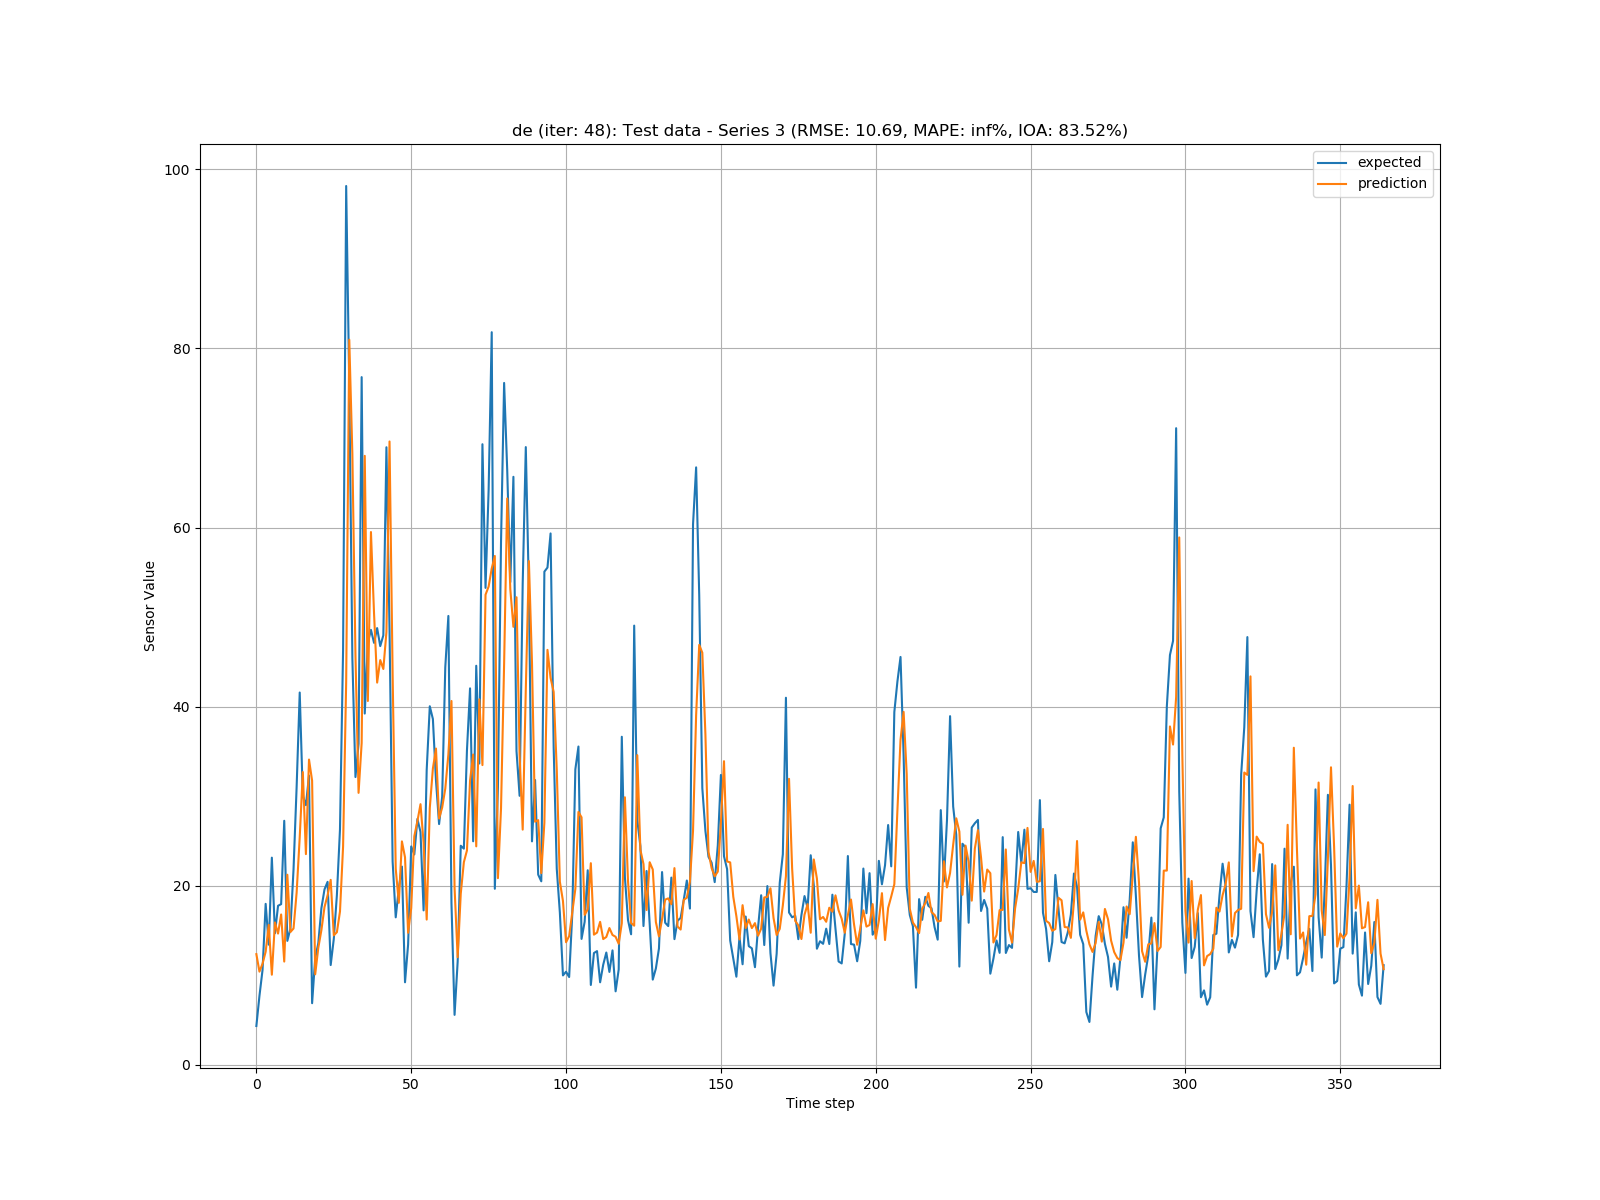 de (iter: 48): Test data - Series 3 (RMSE: 10.69, MAPE: inf%, IOA: 83.52%)
expected
prediction
100
80
60
40
20
0
Sensor Value
0 50 100 150 200 250 300 350
Time step